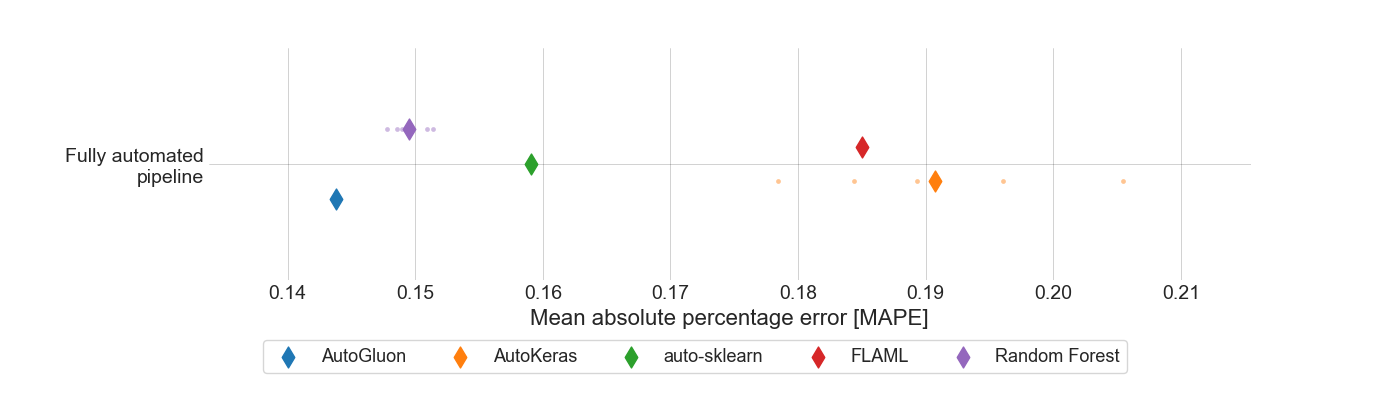 Fully automated
pipeline
0.14 0.15 0.16 0.17 0.18 0.19 0.20 0.21
Mean absolute percentage error [MAPE]
AutoGluon AutoKeras auto-sklearn FLAML Random Forest